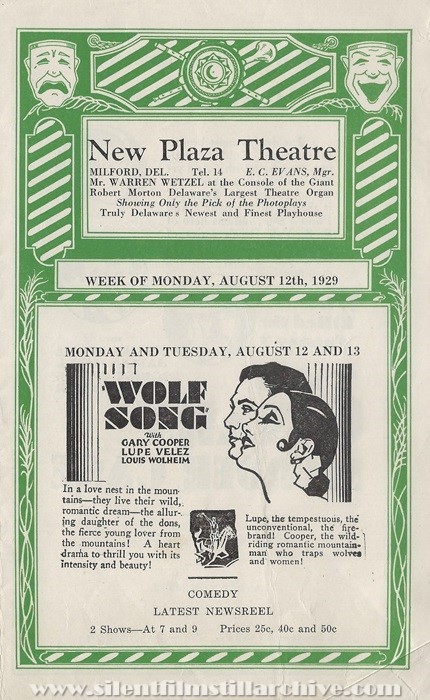 New Plaza Theatre
MILFORD, DEL. Tel. 14 E. C. EVANS, Mgr.
Mr. WARREN WETZEL at the Console of the Giant
Robert Morton Delaware's Largest Theatre Organ
Showing Only the Pick of the Photoplays
Truly Delaware s Newest and Finest Playhouse
WEEK OF MONDAY, AUGUST 12th, 1929
MONDAY AND TUESDAY, AUGUST 12 AND 13
WOLF
SONG
with
GARY COOPER
LUPE VELEZ
LOUIS WOLHEIM
In a love nest in the moun-
tains—they live their wild,
romantic dream—the allur-
ing daughter of the dons,
the fierce young lover from
the mountains! A heart
drama to thrill you with its
intensity and beauty!
Lupe, the tempestuous, the
unconventional, the fire-
brand! Cooper, the wild-
riding romantic mountain-
man who traps wolves
and women!
COMEDY
LATEST NEWSREEL
2 Shows—At 7 and 9 Prices 25c, 40c and 50c
www.silentfilmstillarchive.com